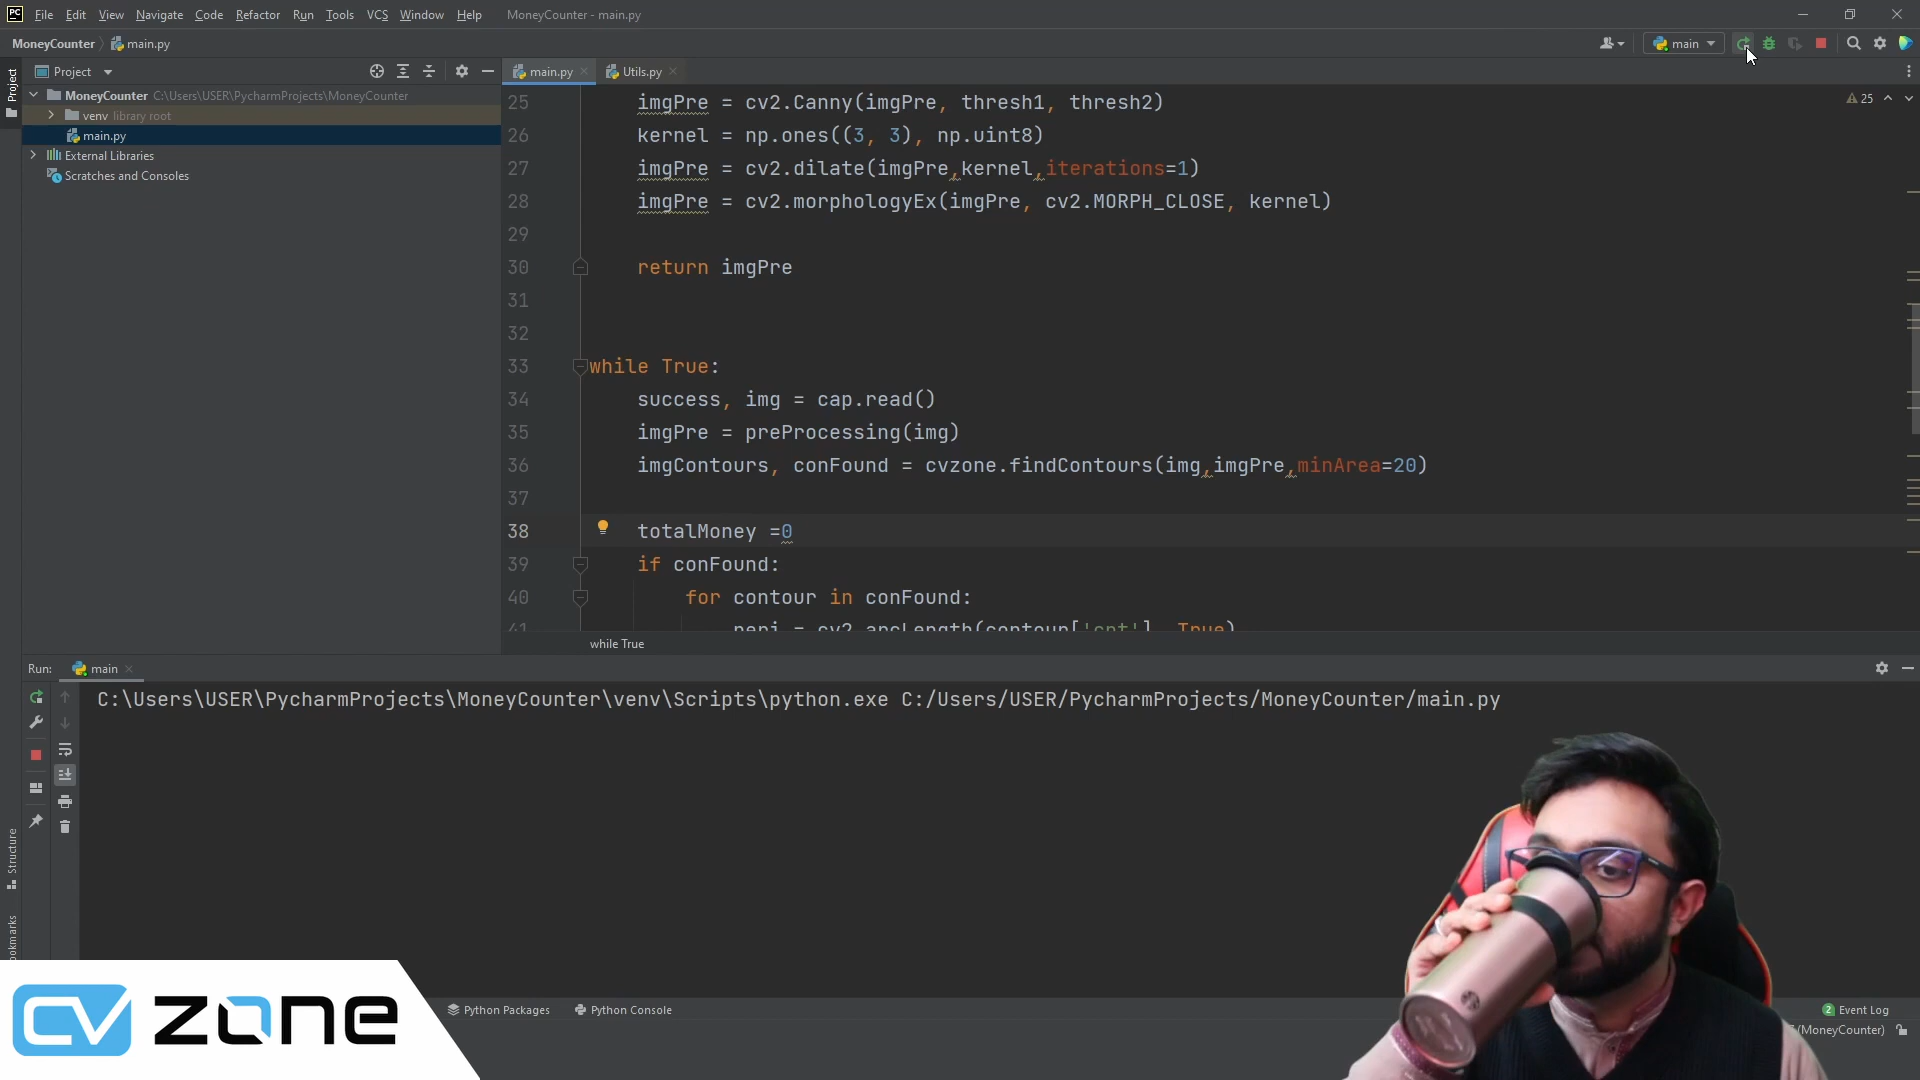 PC File Edit View Navigate Code Refactor Run Tools VCS Window Help MoneyCounter - main.py
MoneyCounter main.py main
Project main.py Utils.py
MoneyCounter C:\Users\USER\PycharmProjects\MoneyCounter
venv library root
main.py
External Libraries
Scratches and Consoles
Project
Structure
25
25 imgPre = cv2.Canny(imgPre, thresh1, thresh2)
26 kernel = np.ones((3, 3), np.uint8)
27 imgPre = cv2.dilate(imgPre,kernel,iterations=1)
28 imgPre = cv2.morphologyEx(imgPre, cv2.MORPH_CLOSE, kernel)
29
30 return imgPre
31
32
33 while True:
34 success, img = cap.read()
35 imgPre = preProcessing(img)
36 imgContours, conFound = cvzone.findContours(img,imgPre,minArea=20)
37
38 totalMoney =0
39 if conFound:
40 for contour in conFound:
41 peri = cv2.arcLength(contour['cnt'], True)
while True
Run: main
C:\Users\USER\PycharmProjects\MoneyCounter\venv\Scripts\python.exe C:/Users/USER/PycharmProjects/MoneyCounter/main.py
Python Packages Python Console 2 Event Log
(MoneyCounter)
CV ZONE